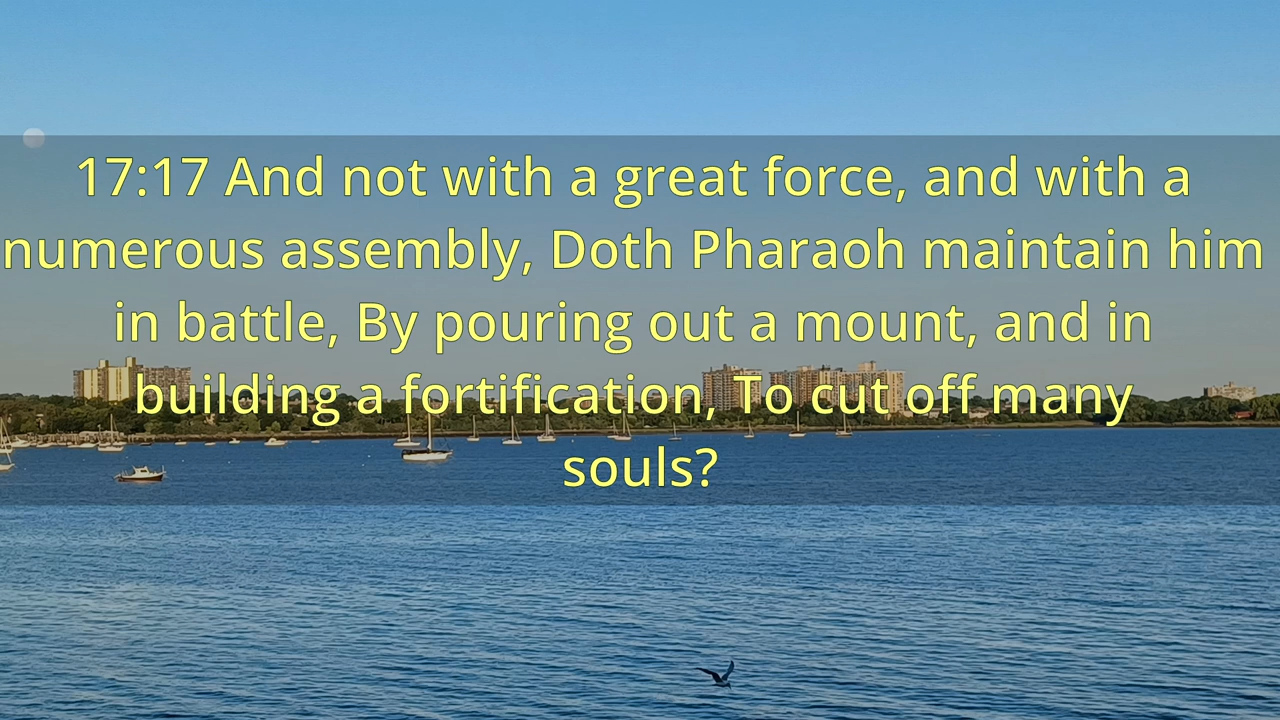 17:17 And not with a great force, and with a
numerous assembly, Doth Pharaoh maintain him
in battle, By pouring out a mount, and in
building a fortification, To cut off many
souls?